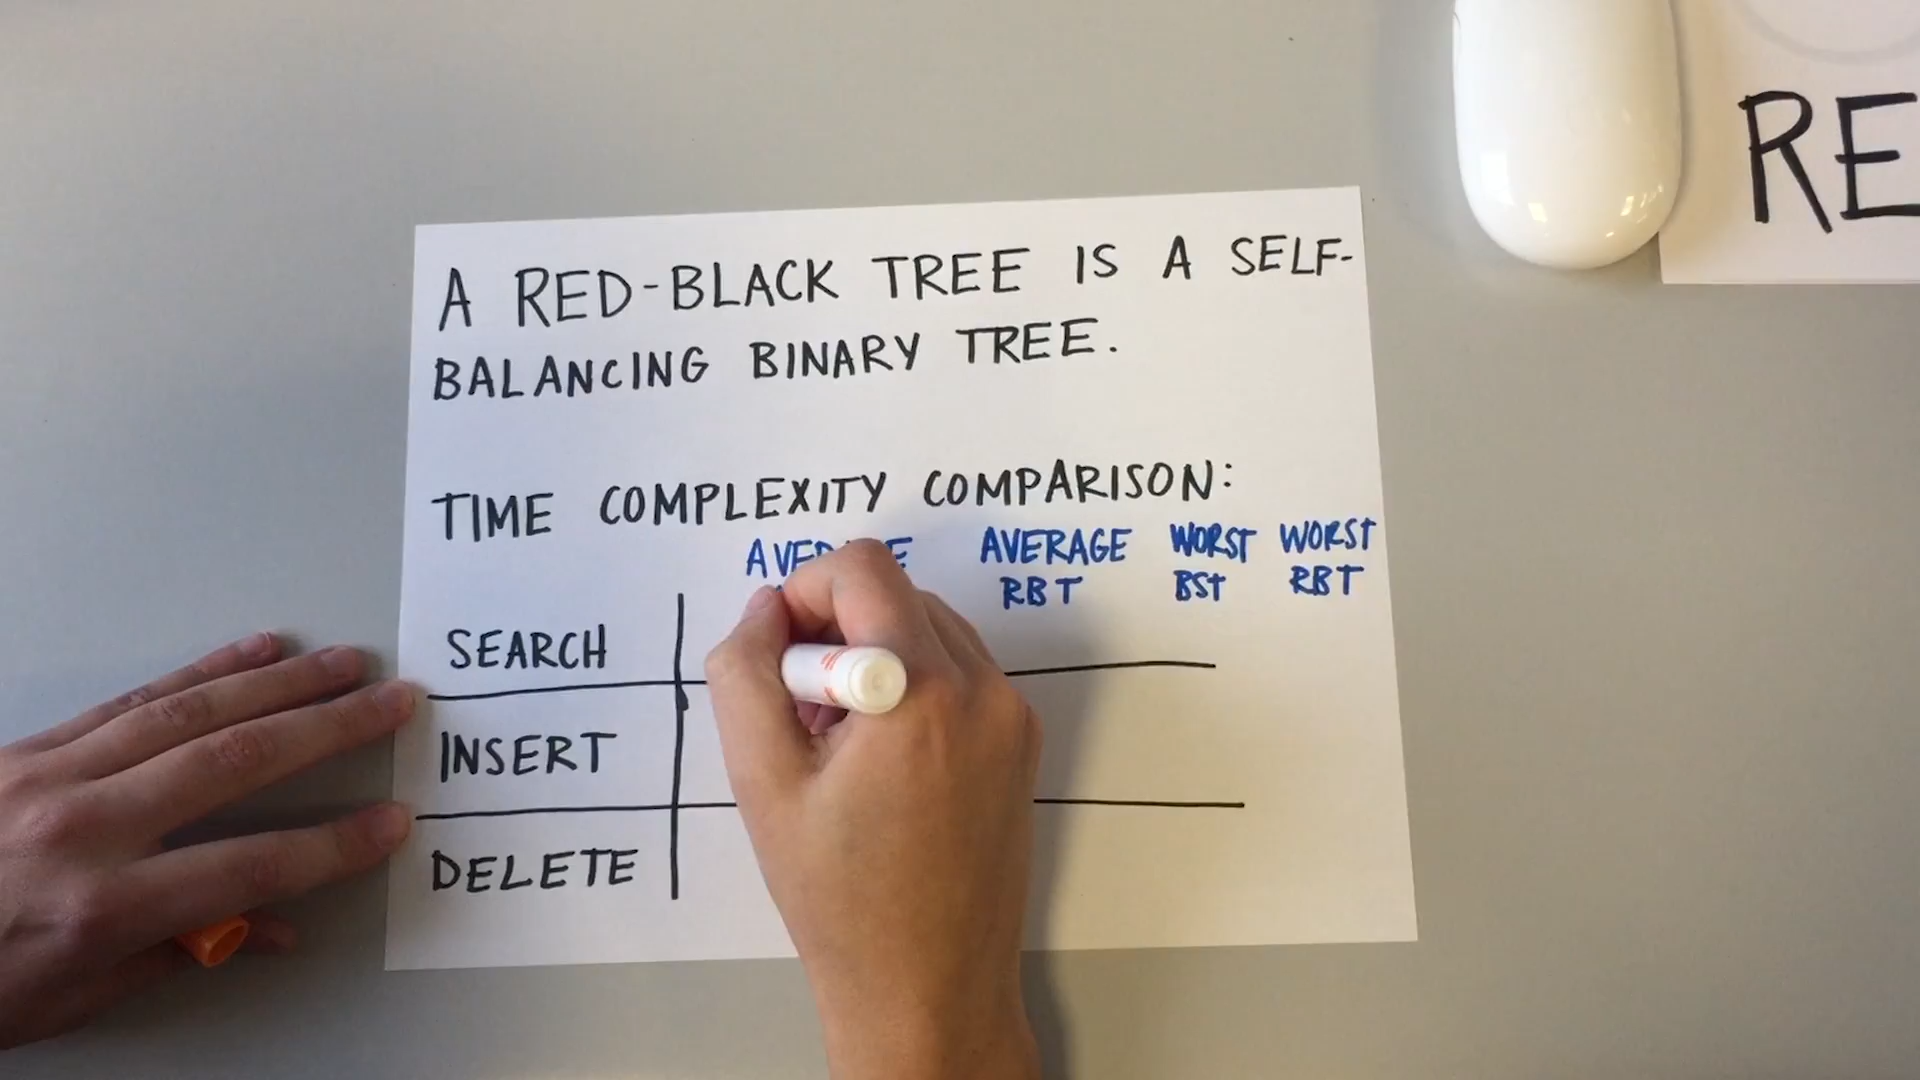 RE
A RED-BLACK TREE IS A SELF-
BALANCING BINARY TREE.
TIME COMPLEXITY COMPARISON:
AVERAGE WORST WORST
RBT BST RBT
SEARCH
INSERT
DELETE